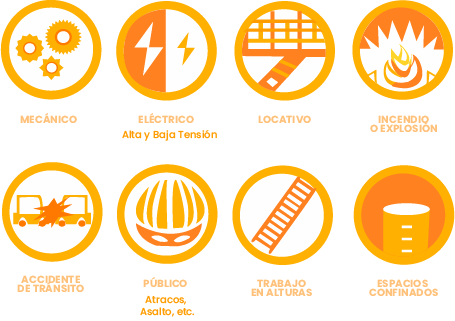 MECÁNICO
ELÉCTRICO
Alta y Baja Tensión
LOCATIVO
INCENDIO
O EXPLOSIÓN
ACCIDENTE
DE TRÁNSITO
PÚBLICO
Atracos,
Asalto, etc.
TRABAJO
EN ALTURAS
ESPACIOS
CONFINADOS